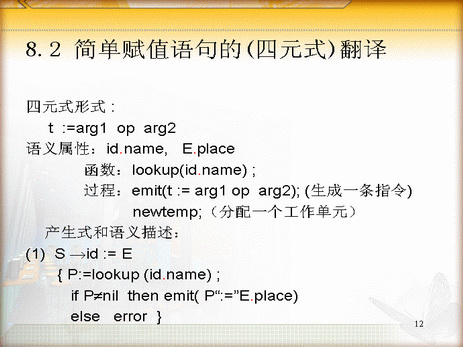 8.2 简单赋值语句的(四元式)翻译
四元式形式:
t :=arg1 op arg2
语义属性: id.name, E.place
函数: lookup(id.name) ;
过程: emit(t := arg1 op arg2); (生成一条指令)
newtemp;（分配一个工作单元）
产生式和语义描述:
(1) S →id := E
{ P:=lookup (id.name) ;
if P≠nil then emit( P“:=”E.place)
else error }
12